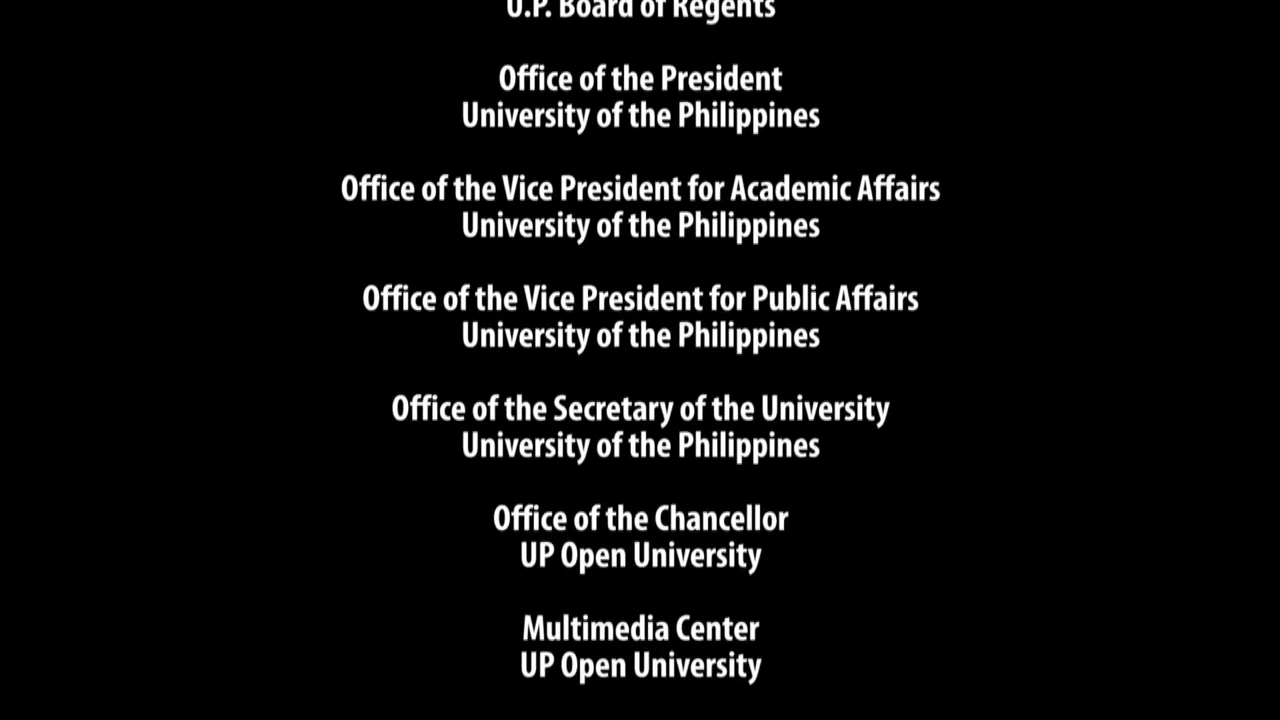 U.P. Board of Regents
Office of the President
University of the Philippines
Office of the Vice President for Academic Affairs
University of the Philippines
Office of the Vice President for Public Affairs
University of the Philippines
Office of the Secretary of the University
University of the Philippines
Office of the Chancellor
UP Open University
Multimedia Center
UP Open University